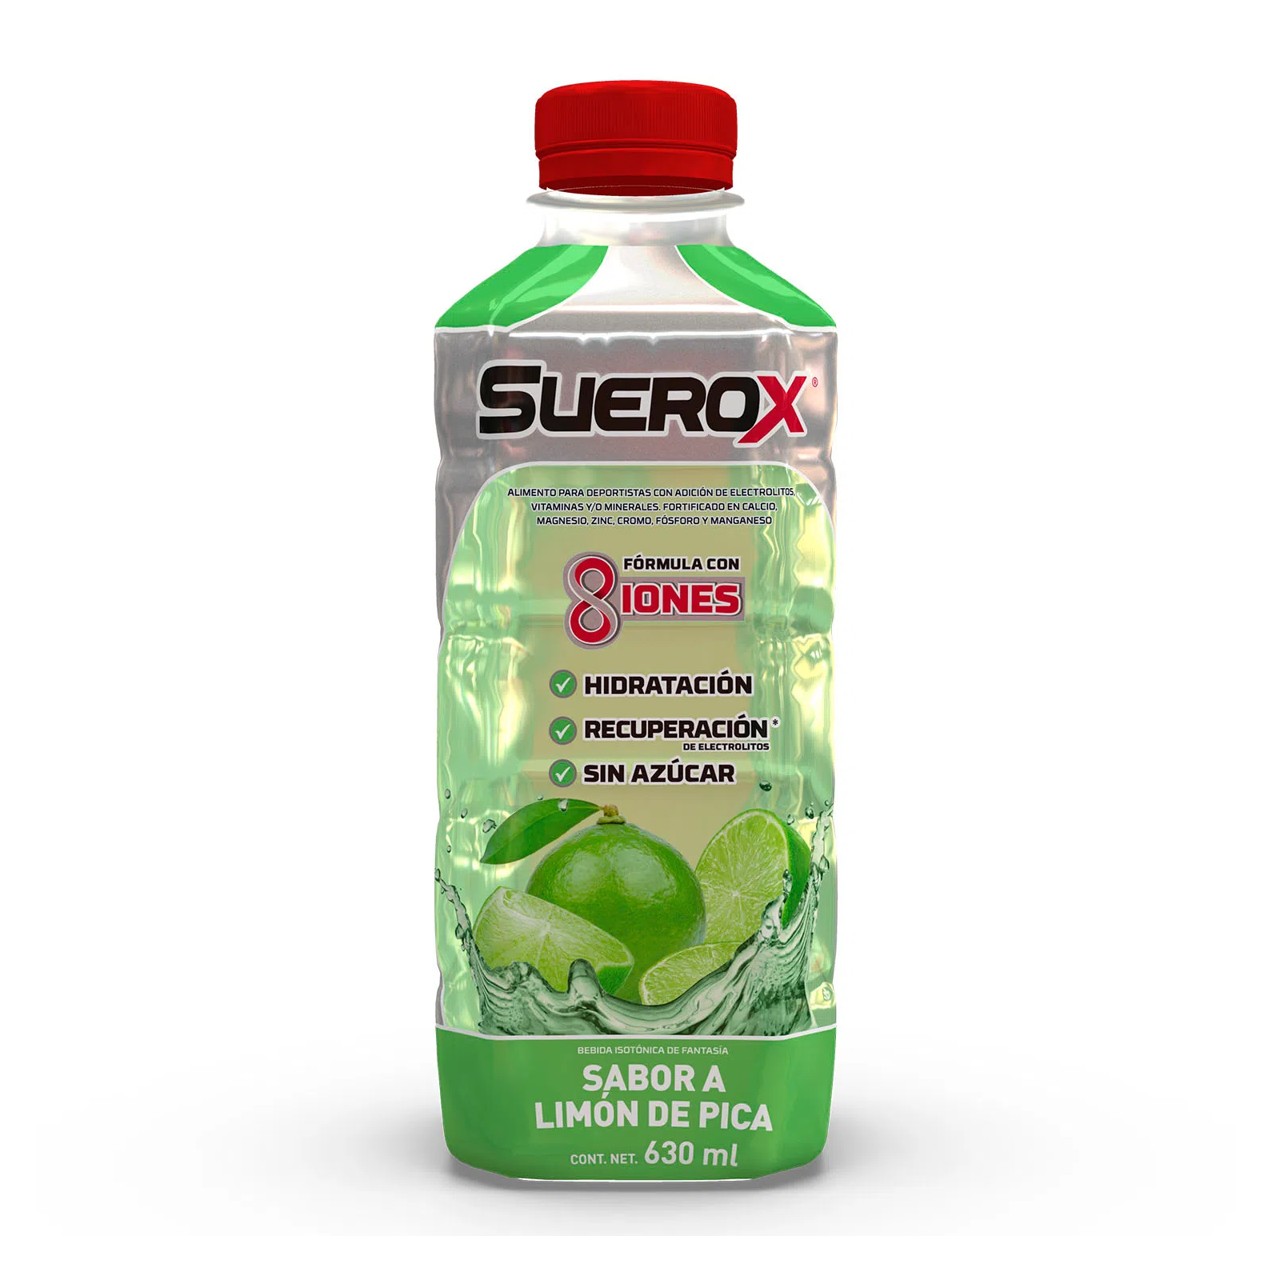 SUEROX®
ALIMENTO PARA DEPORTISTAS CON ADICIÓN DE ELECTROLITOS,
VITAMINAS Y/O MINERALES. FORTIFICADO EN CALCIO,
MAGNESIO, ZINC, CROMO, FÓSFORO Y MANGANESO
FÓRMULA CON
8 IONES
HIDRATACIÓN
RECUPERACIÓN*
DE ELECTROLITOS
SIN AZÚCAR
BEBIDA ISOTÓNICA DE FANTASÍA
SABOR A
LIMÓN DE PICA
CONT. NET. 630 ml